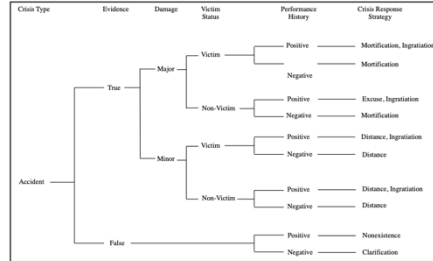 Crisis Type Evidence Damage Victim Status Performance History Crisis Response Strategy
Victim Positive Mortification, Ingratiation
Mortification
Major
Negative
True
Non-Victim Positive Excuse, Ingratiation
Negative Mortification
Victim Positive Distance, Ingratiation
Negative Distance
Minor
Accident
Non-Victim Positive Distance, Ingratiation
Negative Distance
False Positive Nonexistence
Negative Clarification